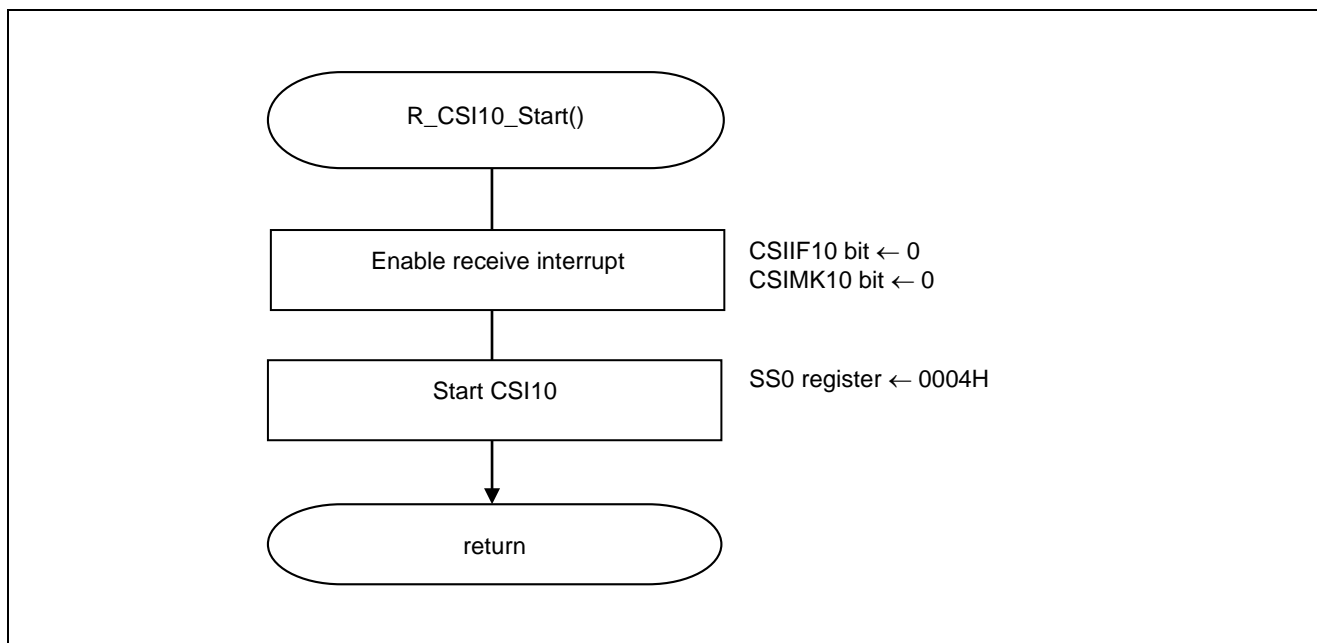 R_CSI10_Start()
Enable receive interrupt
CSIIF10 bit ← 0
CSIMK10 bit ← 0
Start CSI10
SS0 register ← 0004H
return